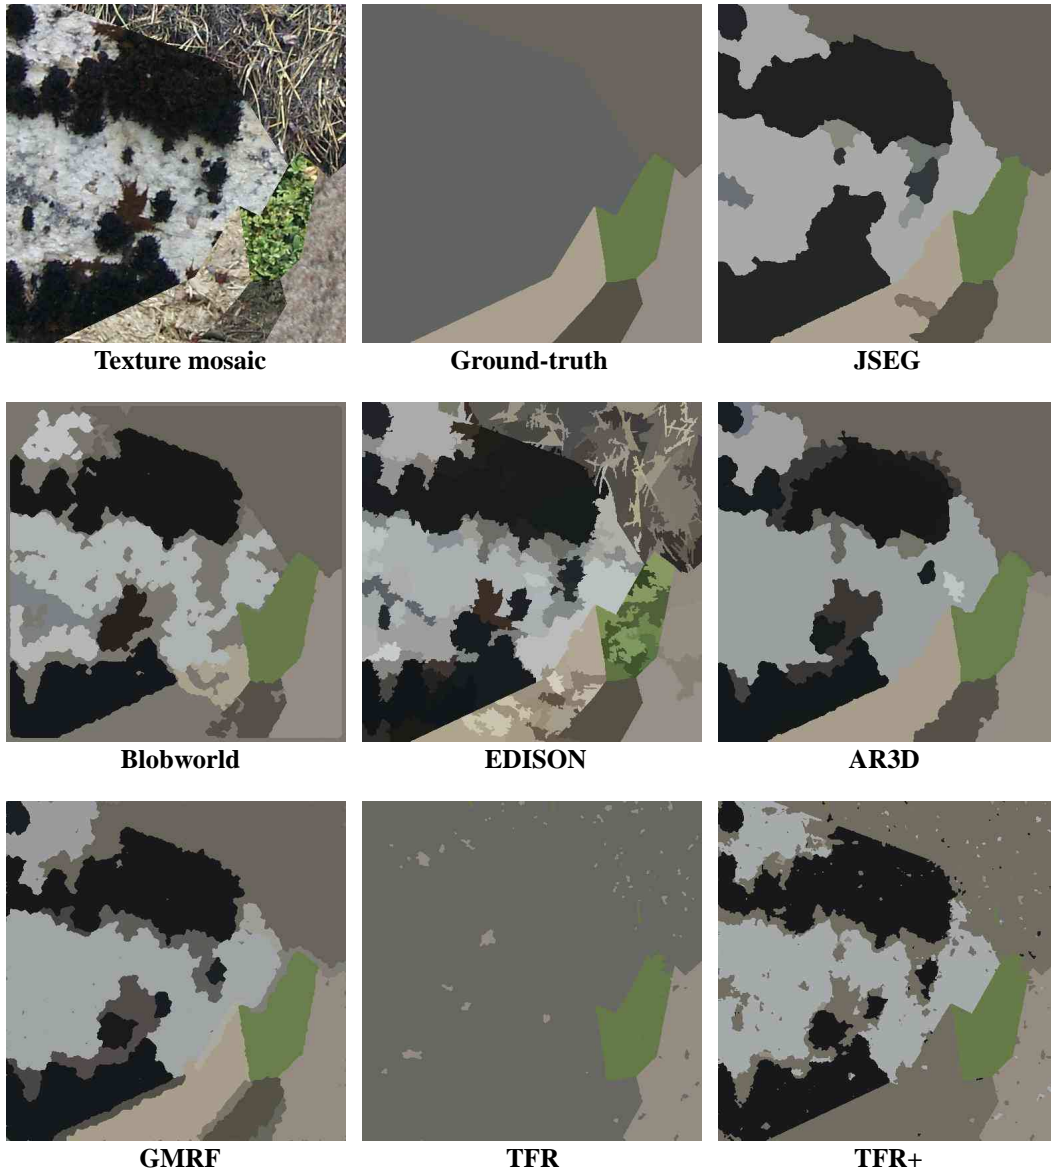 Texture mosaic
Ground-truth
JSEG
Blobworld
EDISON
AR3D
GMRF
TFR
TFR+